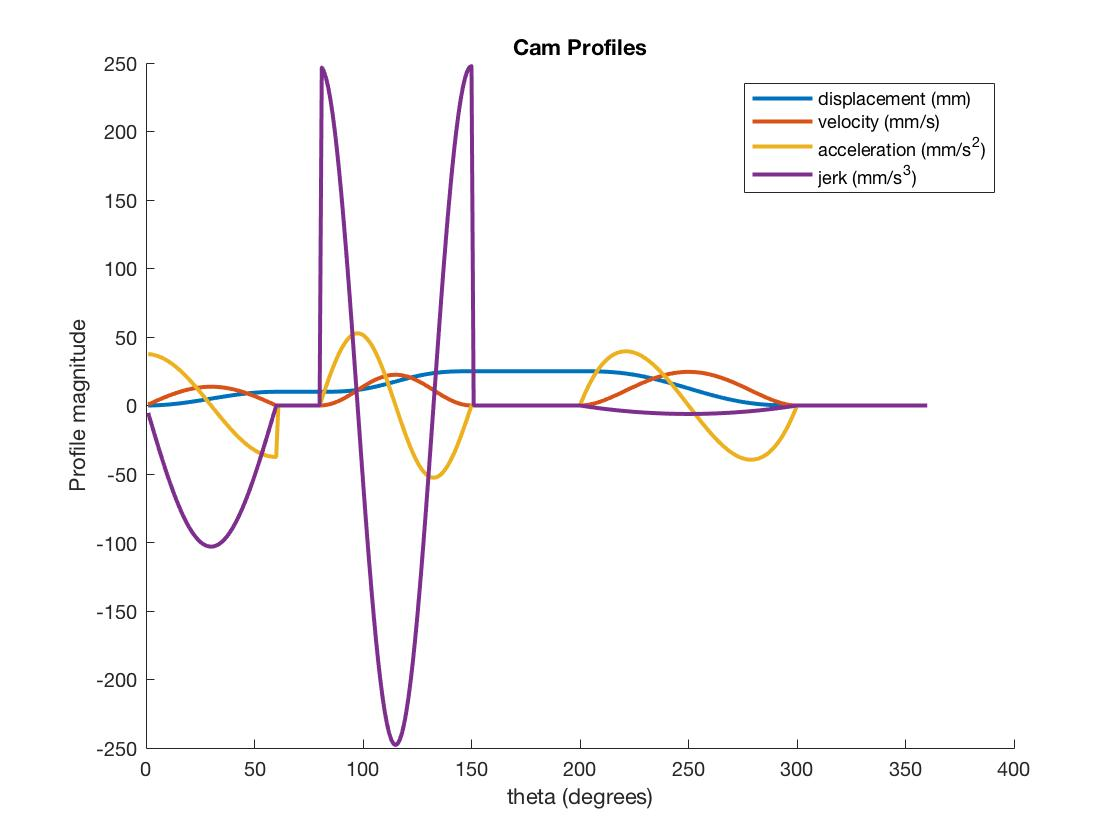 Cam Profiles
250
200
150
100
50
0
-50
-100
-150
-200
-250
Profile magnitude
displacement (mm)
velocity (mm/s)
acceleration (mm/s²)
jerk (mm/s³)
0 50 100 150 200 250 300 350 400
theta (degrees)